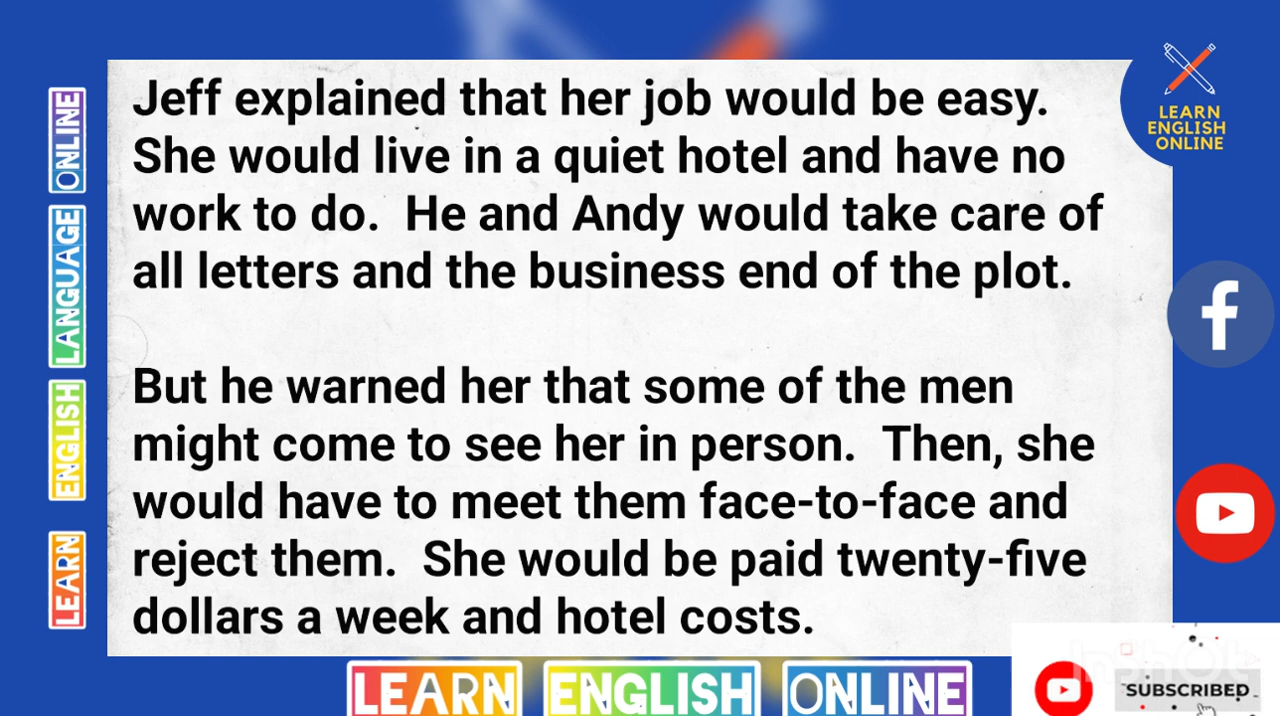 Jeff explained that her job would be easy.
She would live in a quiet hotel and have no
work to do. He and Andy would take care of
all letters and the business end of the plot.
But he warned her that some of the men
might come to see her in person. Then, she
would have to meet them face-to-face and
reject them. She would be paid twenty-five
dollars a week and hotel costs.
LEARN
ENGLISH
ONLINE
LEARN ENGLISH LANGUAGE ONLINE
LEARN ENGLISH ONLINE
InShOt
SUBSCRIBED